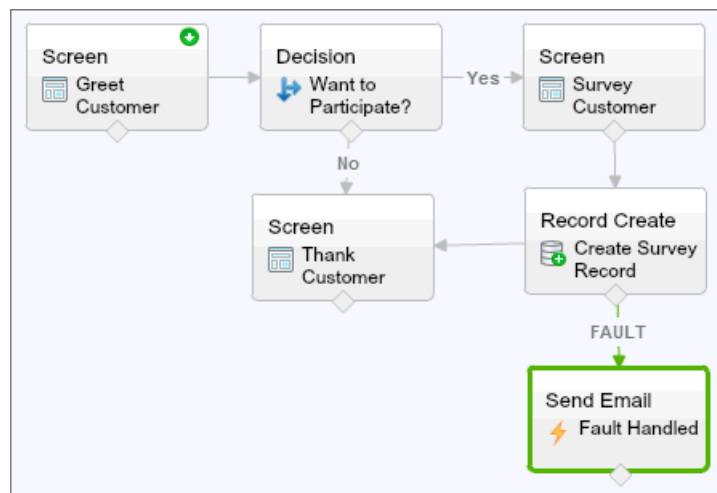 Screen
Greet
Customer
Decision
Want to
Participate?
Yes
Screen
Survey
Customer
No
Screen
Thank
Customer
Record Create
Create Survey
Record
FAULT
Send Email
Fault Handled